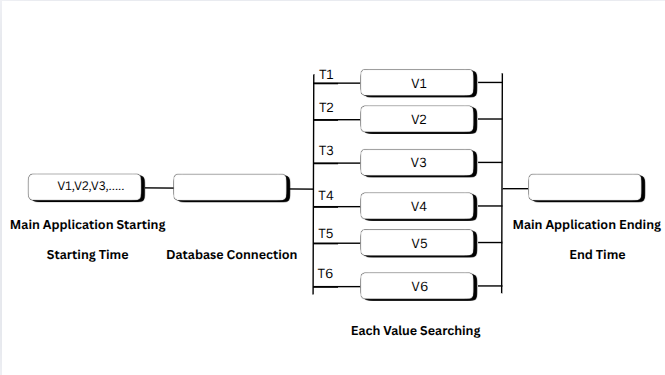 T1
V1
T2
V2
T3
V3
V1,V2,V3,.....
T4
V4
Main Application Starting
Main Application Ending
T5
V5
Starting Time
Database Connection
End Time
T6
V6
Each Value Searching